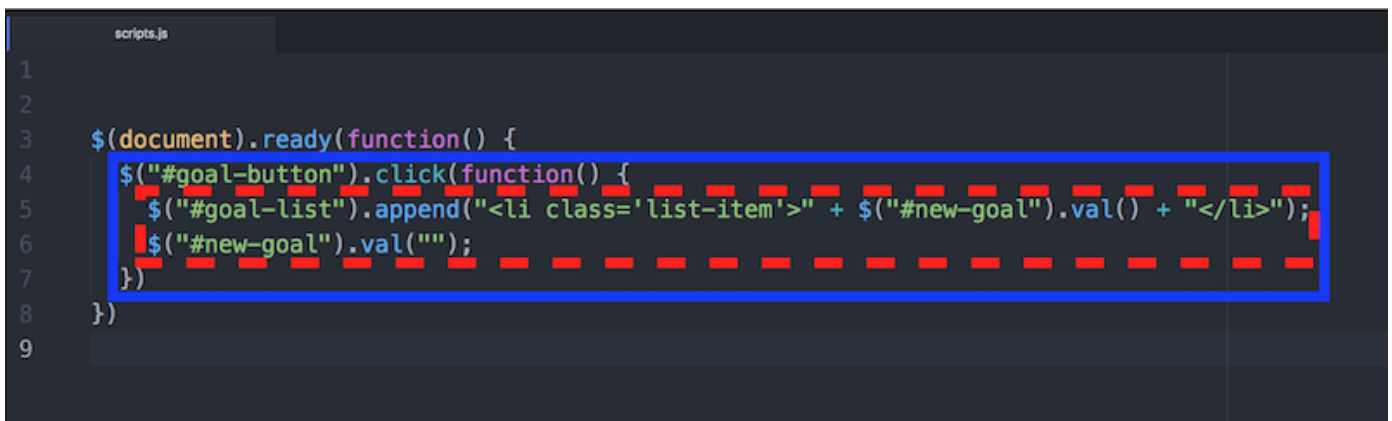 scripts.js
1
2
3 $(document).ready(function() {
4 $("#goal-button").click(function() {
5 $("#goal-list").append("<li class='list-item'>" + $("#new-goal").val() + "</li>");
6 $("#new-goal").val("");
7 })
8 })
9